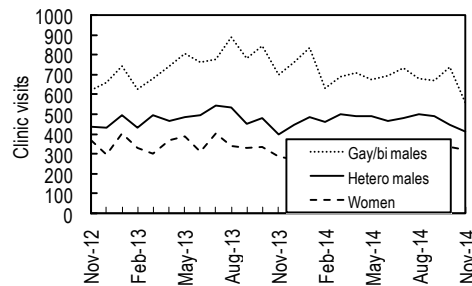 1000
900
800
700
600
500
400
300
200
100
0
Clinic visits
Gay/bi males
Hetero males
Women
Nov-12
Feb-13
May-13
Aug-13
Nov-13
Feb-14
May-14
Aug-14
Nov-14